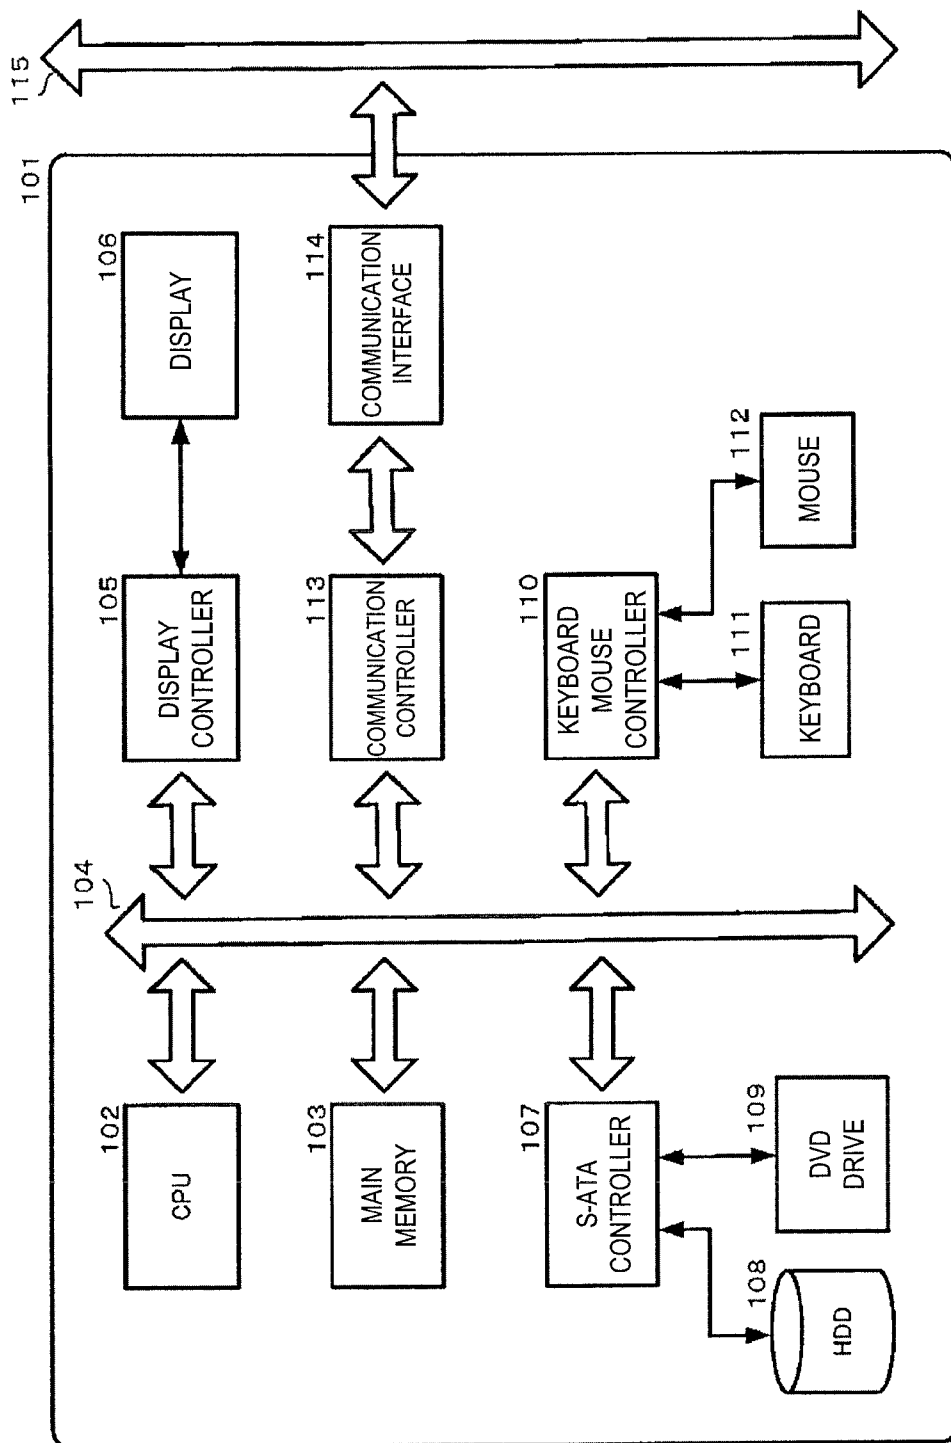 101
115
102
CPU
104
105
DISPLAY
CONTROLLER
106
DISPLAY
103
MAIN
MEMORY
113
COMMUNICATION
CONTROLLER
114
COMMUNICATION
INTERFACE
107
S-ATA
CONTROLLER
110
KEYBOARD
MOUSE
CONTROLLER
108
HDD
109
DVD
DRIVE
111
KEYBOARD
112
MOUSE